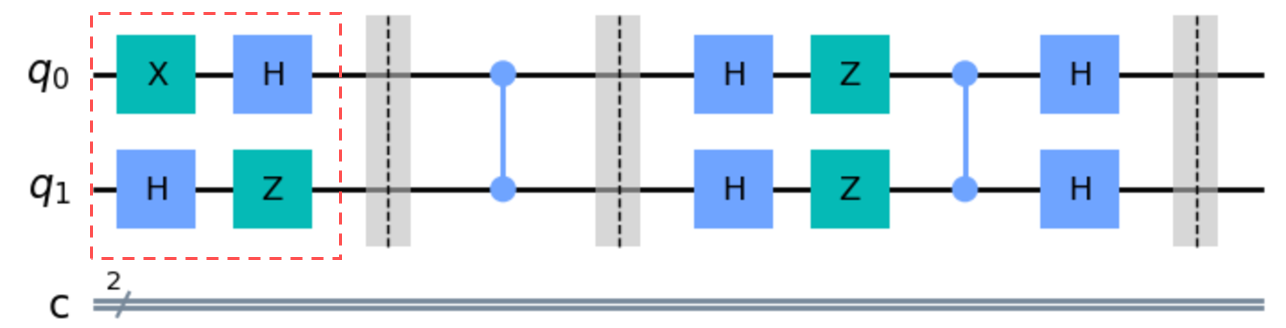 q0 X H H Z H
q1 H Z H Z H
2
c